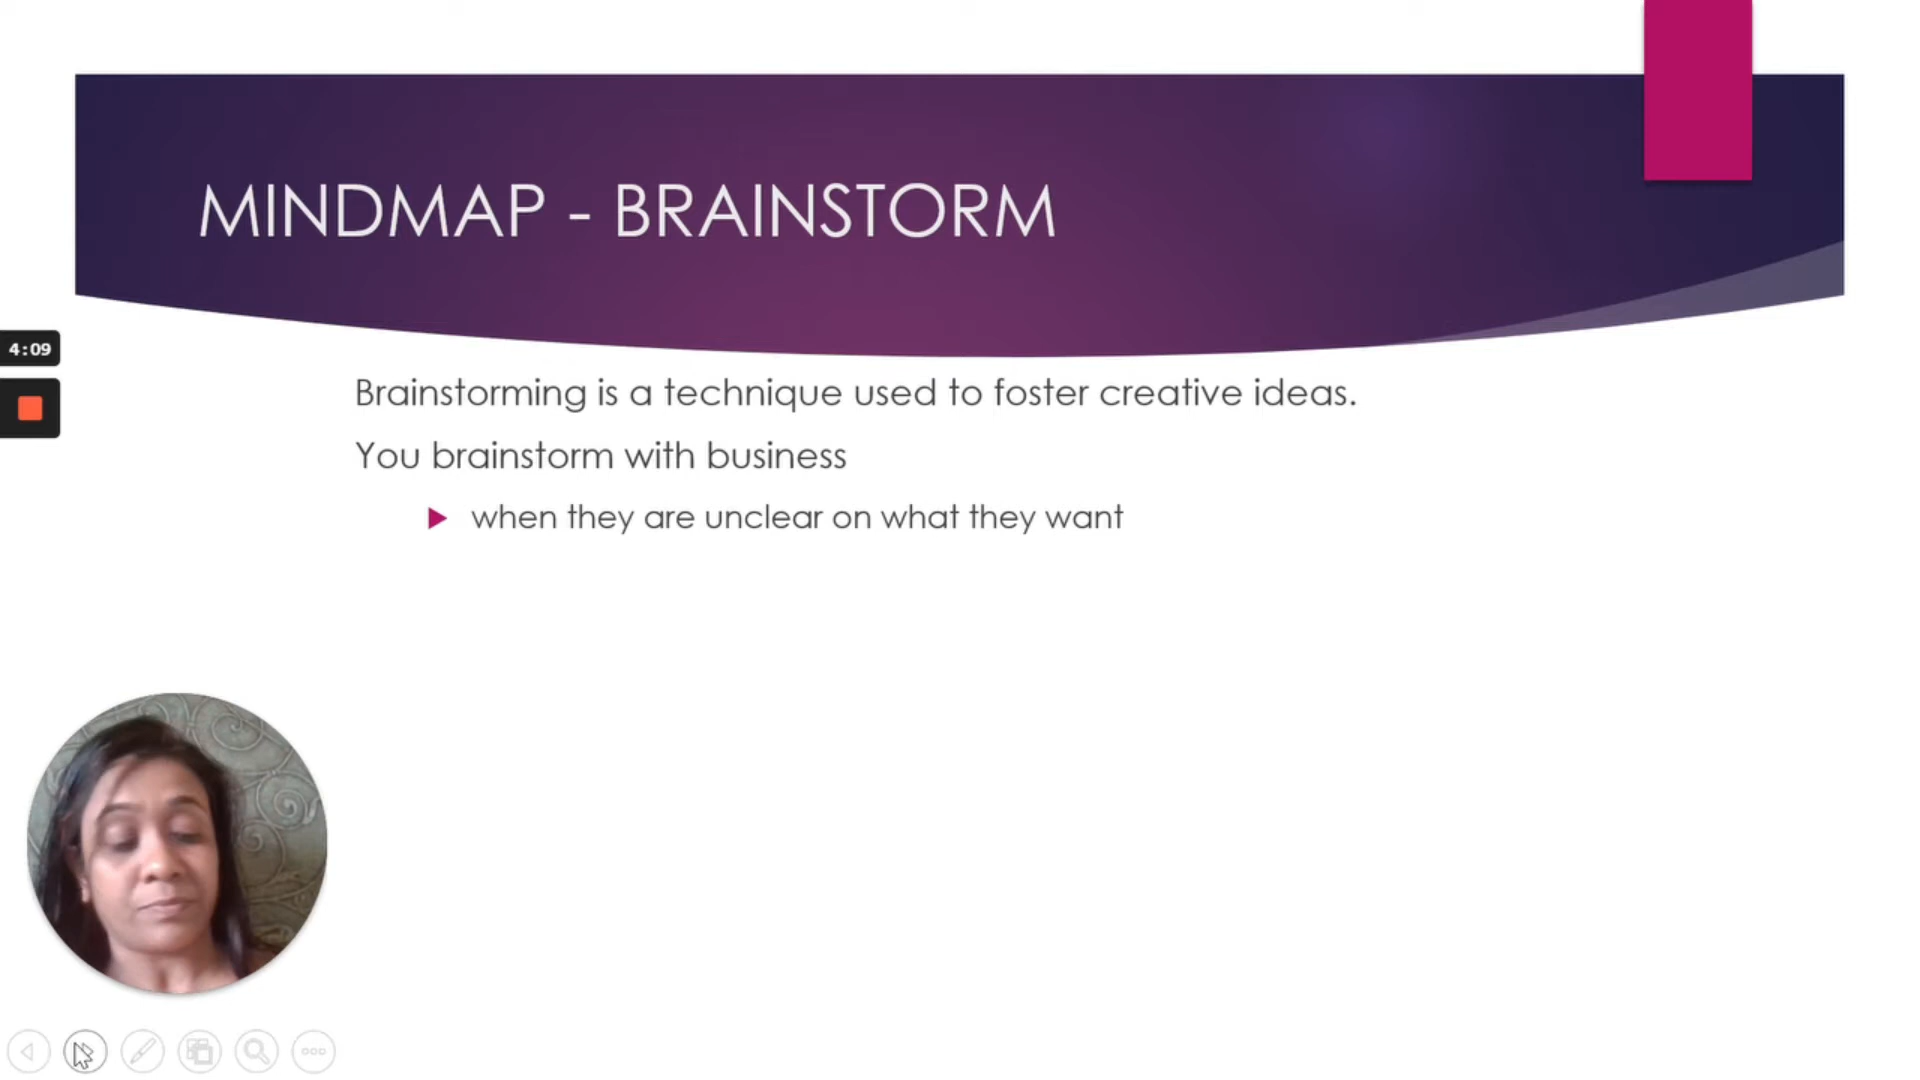 MINDMAP - BRAINSTORM
4:09
Brainstorming is a technique used to foster creative ideas.
You brainstorm with business
when they are unclear on what they want